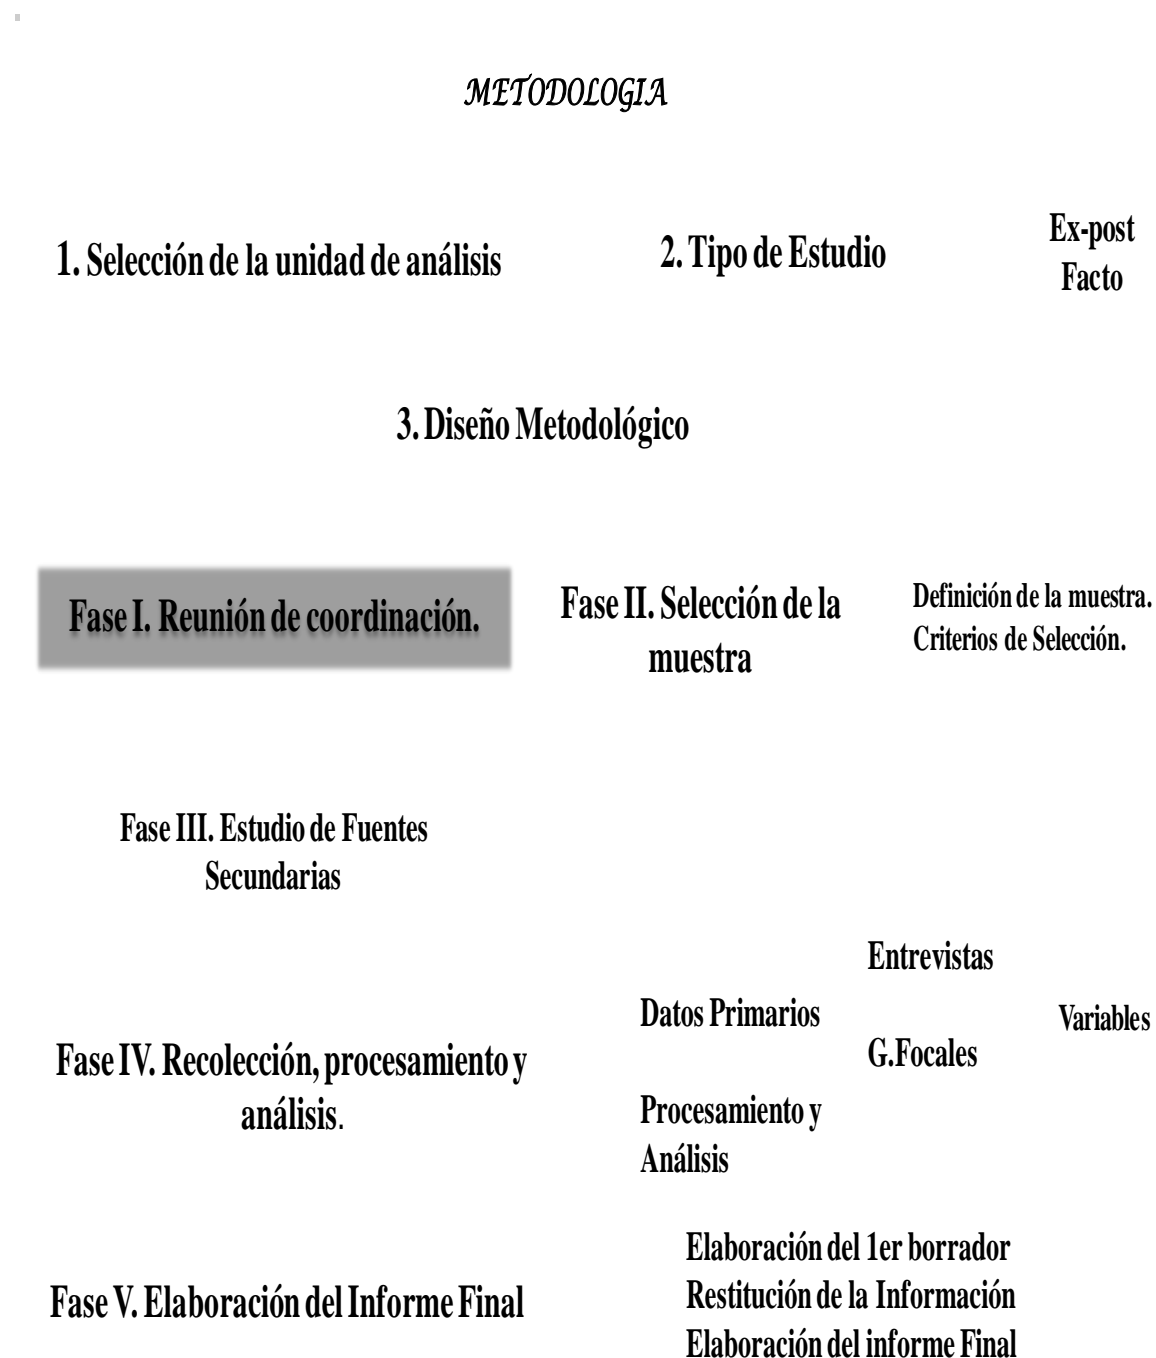 METODOLOGIA
1. Selección de la unidad de análisis
2. Tipo de Estudio
Ex-post
Facto
3. Diseño Metodológico
Fase I. Reunión de coordinación.
Fase II. Selección de la
muestra
Definición de la muestra.
Criterios de Selección.
Fase III. Estudio de Fuentes
Secundarias
Fase IV. Recolección, procesamiento y
análisis.
Datos Primarios
Entrevistas
G.Focales
Variables
Procesamiento y
Análisis
Fase V. Elaboración del Informe Final
Elaboración del 1er borrador
Restitución de la Información
Elaboración del informe Final